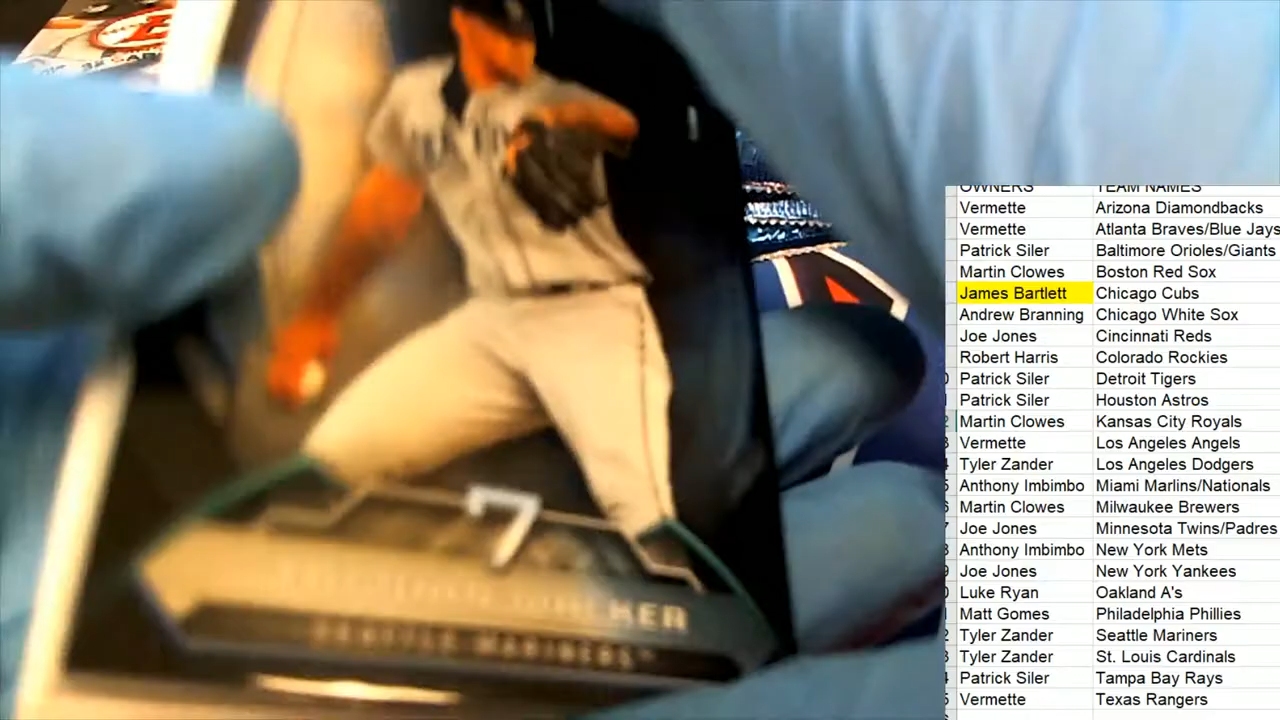 7
SEATTLE MARINERS
OWNERS TEAM NAMES
Vermette Arizona Diamondbacks
Vermette Atlanta Braves/Blue Jays
Patrick Siler Baltimore Orioles/Giants
Martin Clowes Boston Red Sox
James Bartlett Chicago Cubs
Andrew Branning Chicago White Sox
Joe Jones Cincinnati Reds
Robert Harris Colorado Rockies
Patrick Siler Detroit Tigers
Patrick Siler Houston Astros
Martin Clowes Kansas City Royals
Vermette Los Angeles Angels
Tyler Zander Los Angeles Dodgers
Anthony Imbimbo Miami Marlins/Nationals
Martin Clowes Milwaukee Brewers
Joe Jones Minnesota Twins/Padres
Anthony Imbimbo New York Mets
Joe Jones New York Yankees
Luke Ryan Oakland A's
Matt Gomes Philadelphia Phillies
Tyler Zander Seattle Mariners
Tyler Zander St. Louis Cardinals
Patrick Siler Tampa Bay Rays
Vermette Texas Rangers